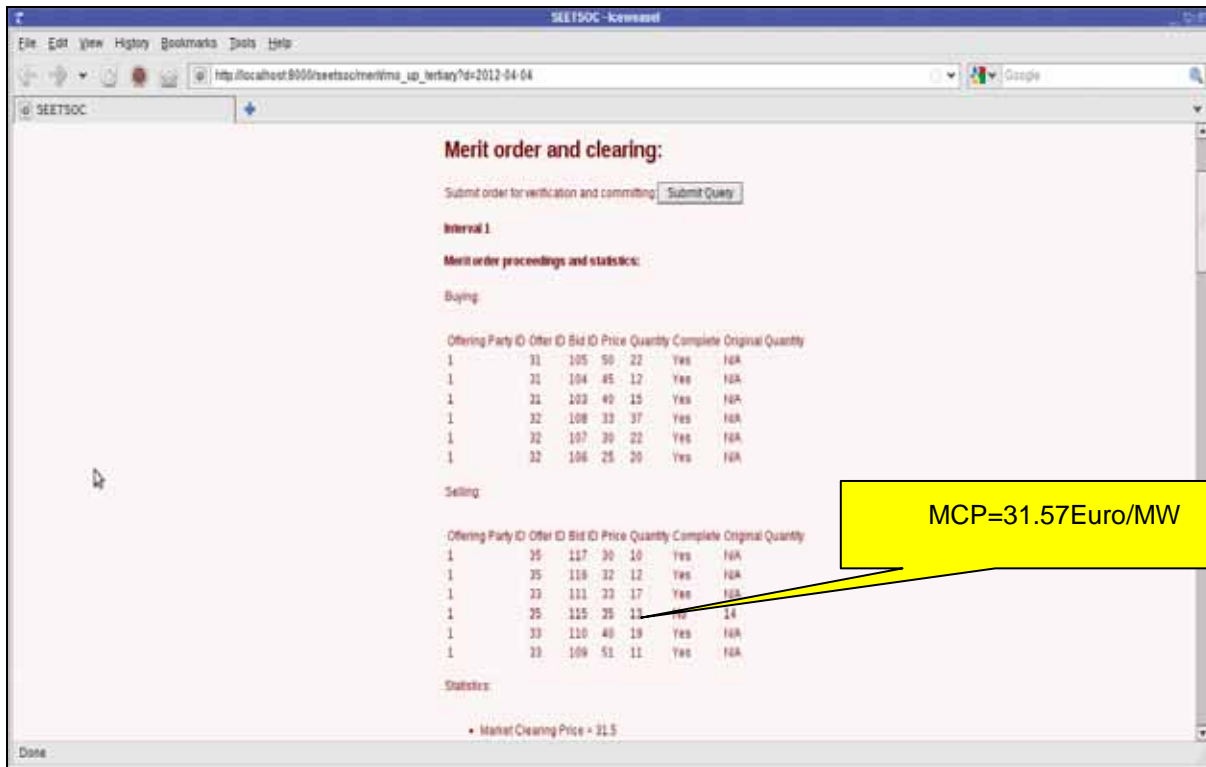 SEETSOC - Iceweasel
File Edit View History Bookmarks Tools Help
http://localhost:8000/seetsoc/merit/mo_up_tertiary?d=2012-04-04
Google
SEETSOC
Merit order and clearing:
Submit order for verification and committing: Submit Query
Interval 1
Merit order proceedings and statistics:
Buying:
Offering Party ID Offer ID Bid ID Price Quantity Complete Original Quantity
1 31 105 50 22 Yes N/A
1 31 104 45 12 Yes N/A
1 31 103 40 15 Yes N/A
1 32 108 33 37 Yes N/A
1 32 107 30 22 Yes N/A
1 32 106 25 20 Yes N/A
Selling:
MCP=31.57Euro/MW
Offering Party ID Offer ID Bid ID Price Quantity Complete Original Quantity
1 35 117 30 10 Yes N/A
1 35 116 32 12 Yes N/A
1 33 111 33 17 Yes N/A
1 35 115 35 13 No 14
1 33 110 40 19 Yes N/A
1 33 109 51 11 Yes N/A
Statistics:
• Market Clearing Price = 31.5
Done